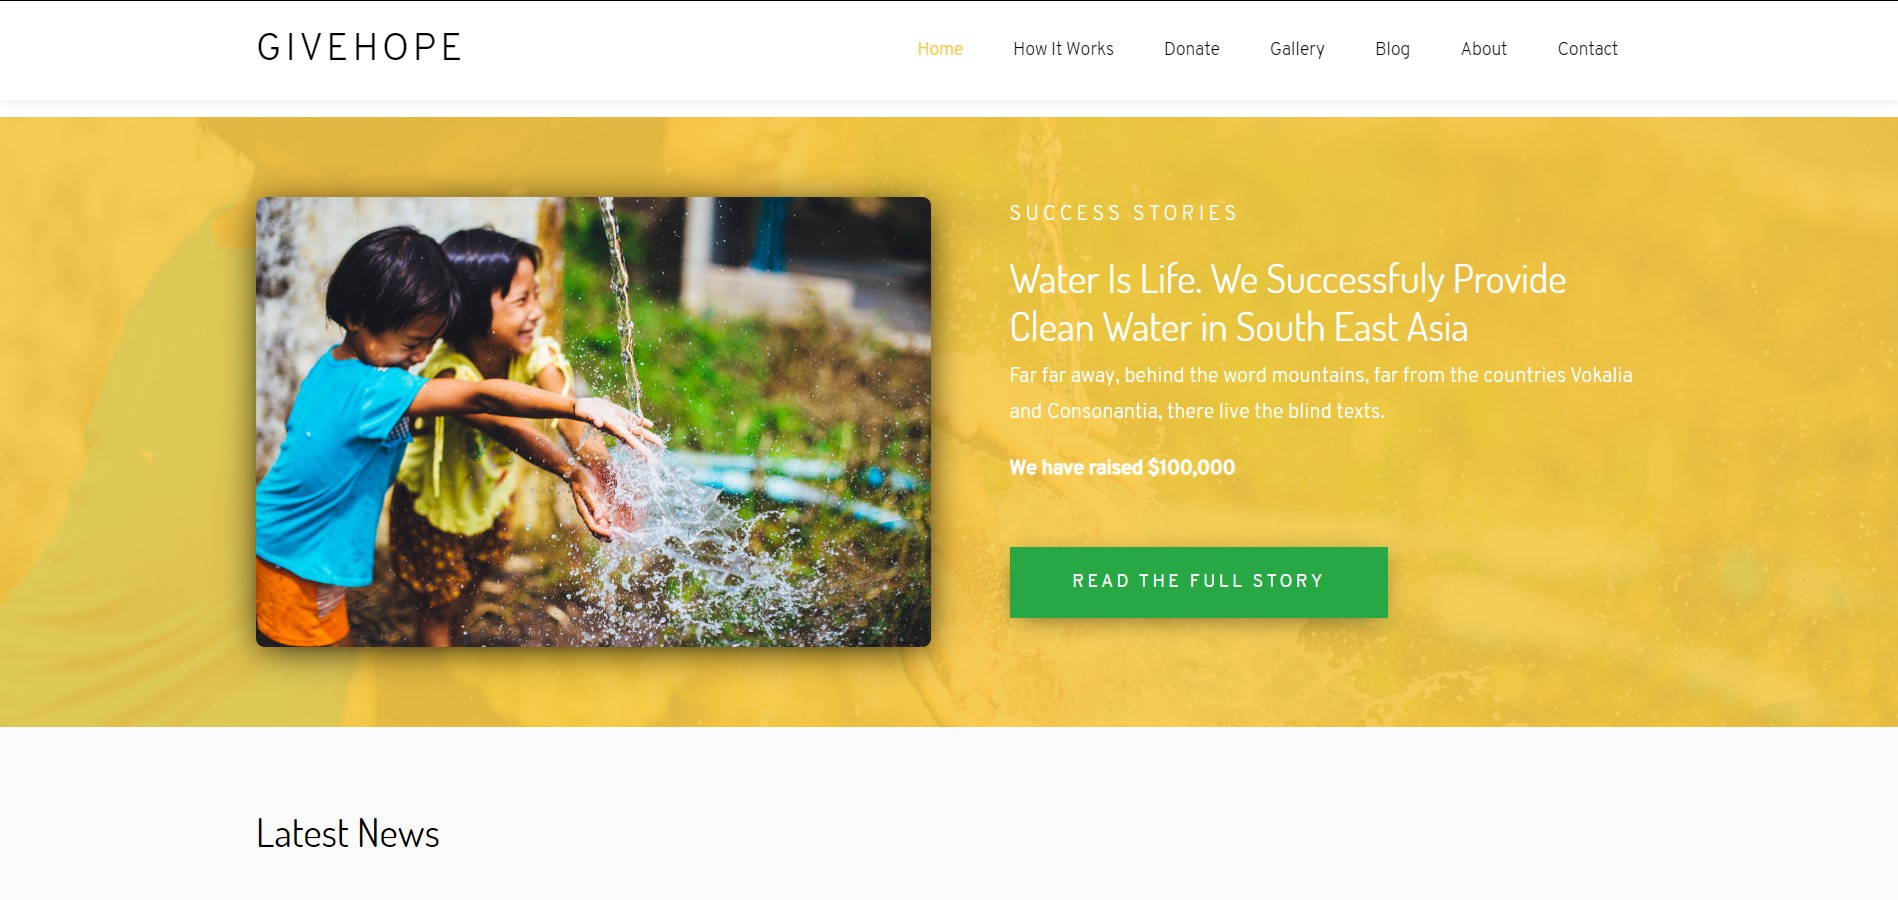 GIVEHOPE
Home How It Works Donate Gallery Blog About Contact
SUCCESS STORIES
Water Is Life. We Successfuly Provide
Clean Water in South East Asia
Far far away, behind the word mountains, far from the countries Vokalia
and Consonantia, there live the blind texts.
We have raised $100,000
READ THE FULL STORY
Latest News